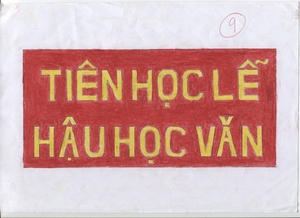 9
TIÊN HỌC LỄ
HẬU HỌC VĂN